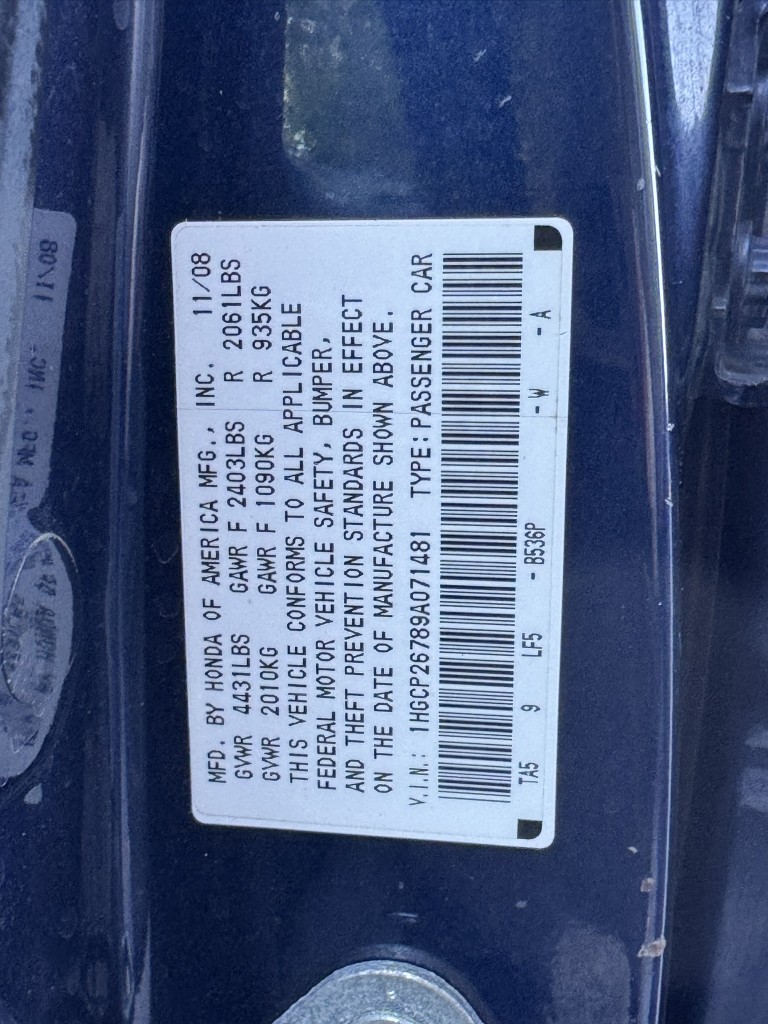 MFD. BY HONDA OF AMERICA MFG., INC. 11/08
GVWR 4431LBS GAWR F 2403LBS R 2061LBS
GVWR 2010KG GAWR F 1090KG R 935KG
THIS VEHICLE CONFORMS TO ALL APPLICABLE
FEDERAL MOTOR VEHICLE SAFETY, BUMPER,
AND THEFT PREVENTION STANDARDS IN EFFECT
ON THE DATE OF MANUFACTURE SHOWN ABOVE.
V.I.N.: 1HGCP26789A071481 TYPE:PASSENGER CAR
TA5 9 LF5 - B536P -W -A
11/08